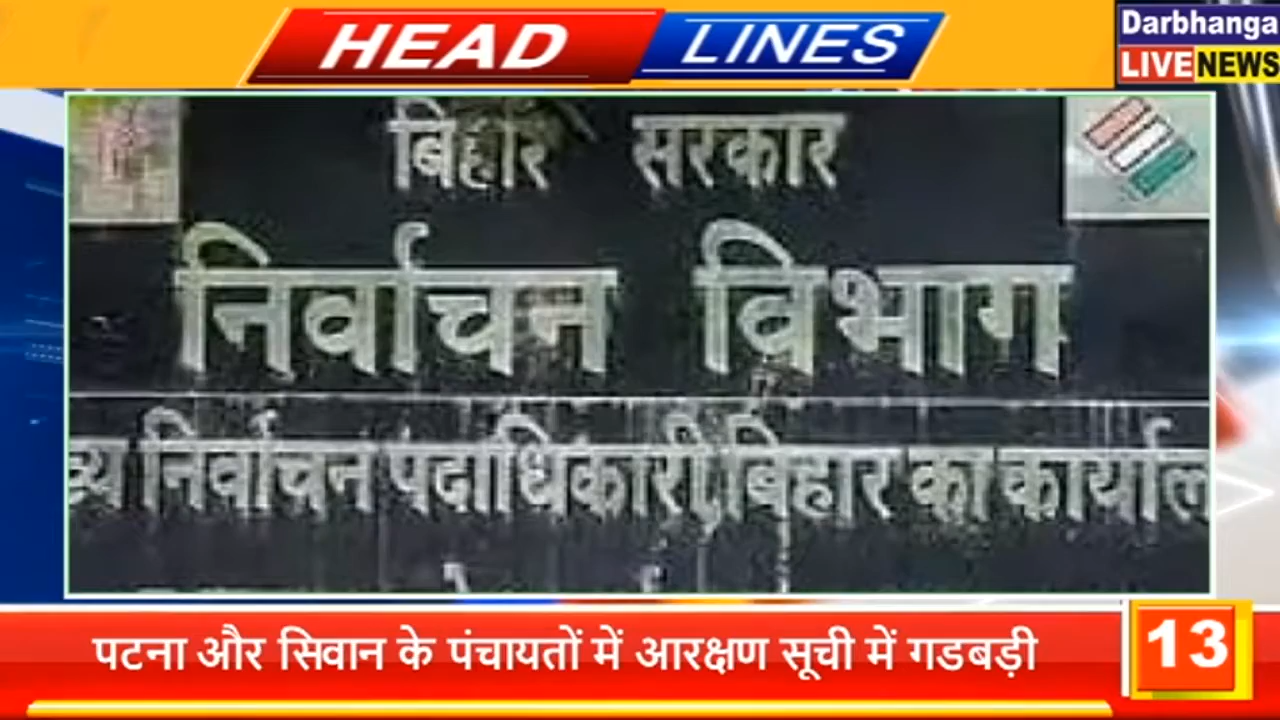 HEAD LINES
Darbhanga
LIVE NEWS
बिहार सरकार
निर्वाचन विभाग
निर्वाचन पदाधिकारी, बिहार का
पटना और सिवान के पंचायतों में आरक्षण सूची में गडबड़ी
13